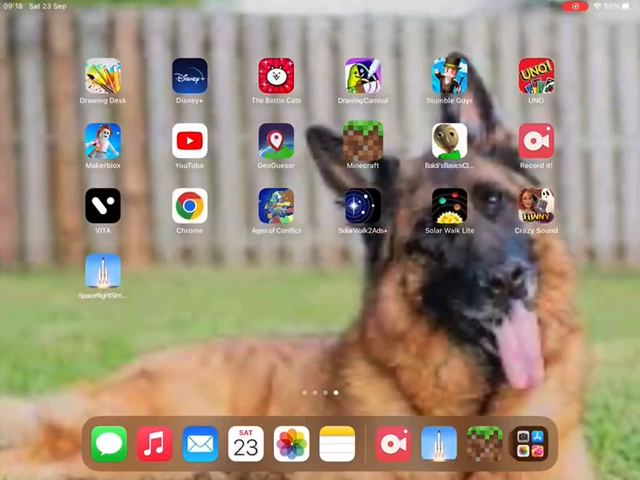 09:18 Sat 23 Sep 56%
Drawing Desk Disney+ The Battle Cats DrawingCarnival Stumble Guys UNO
Makerblox YouTube GeoGuessr Minecraft Baldi'sBasicsCl... Record it!
VITA Chrome Ages of Conflict SolarWalk2Ads+ Solar Walk Lite Crazy Sound
SpaceflightSim...
SAT
23